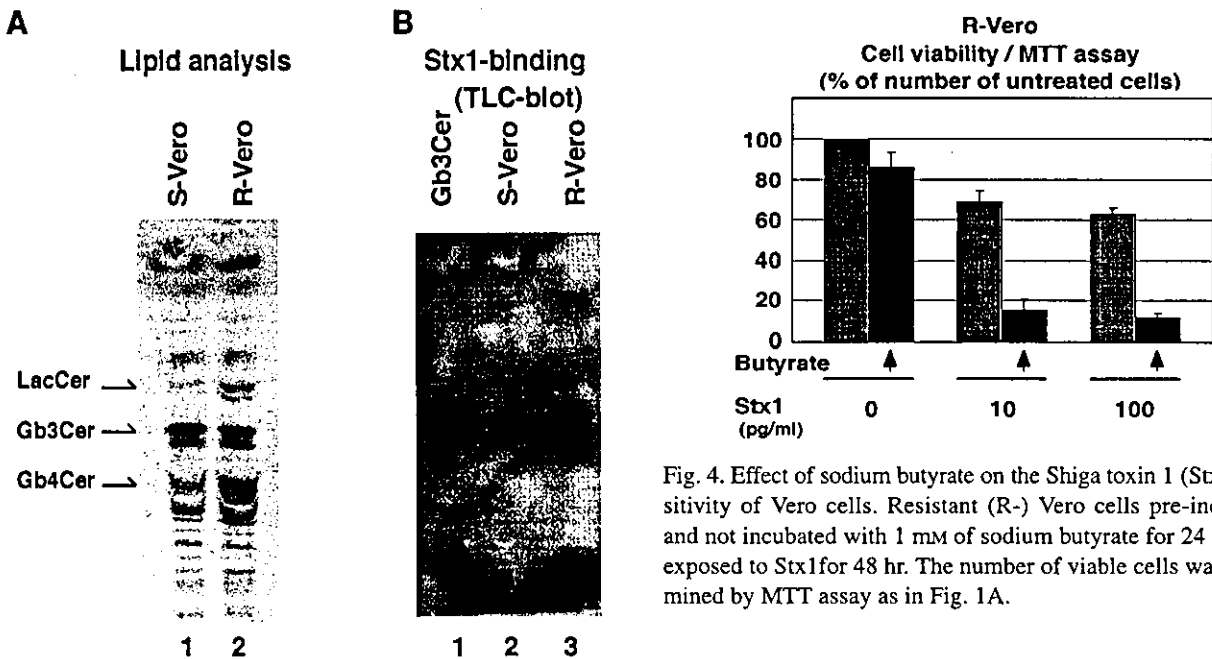 A
Lipid analysis
S-Vero
R-Vero
LacCer
Gb3Cer
Gb4Cer
1 2
B
Stx1-binding
(TLC-blot)
Gb3Cer
S-Vero
R-Vero
1 2 3
R-Vero
Cell viability / MTT assay
(% of number of untreated cells)
100
80
60
40
20
0
Butyrate
Stx1 0 10 100
(pg/ml)
Fig. 4. Effect of sodium butyrate on the Shiga toxin 1 (St
sitivity of Vero cells. Resistant (R-) Vero cells pre-in
and not incubated with 1 mM of sodium butyrate for 24
exposed to Stx1for 48 hr. The number of viable cells wa
mined by MTT assay as in Fig. 1A.